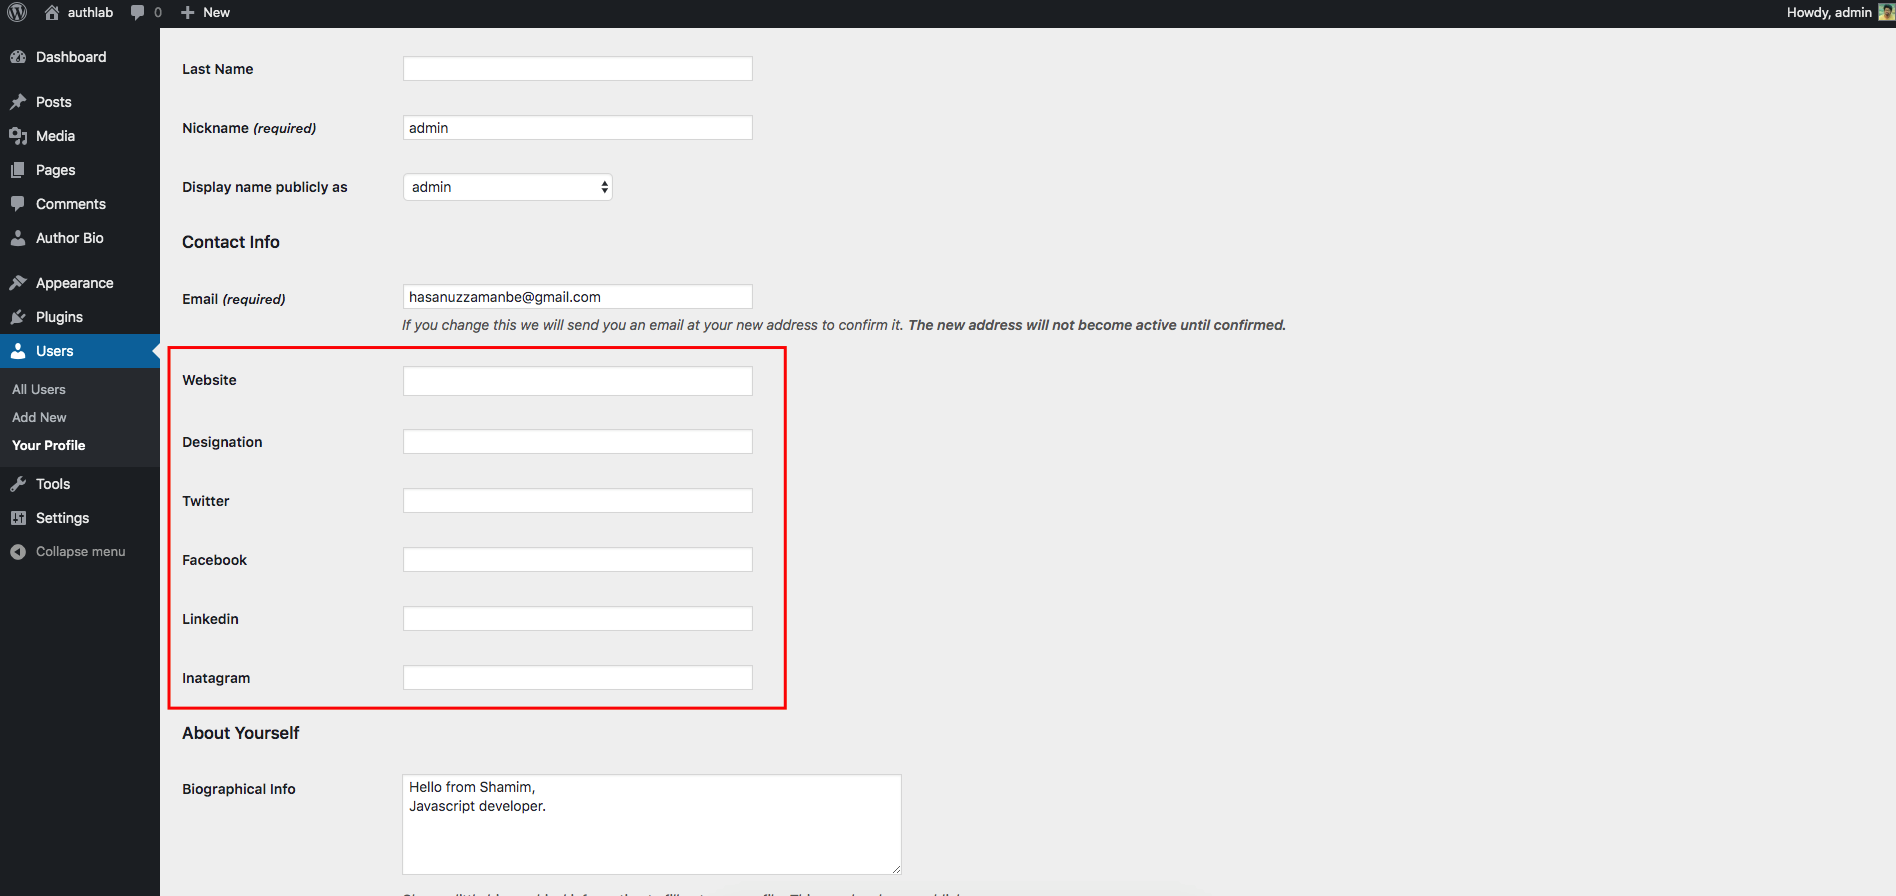 authlab 0 New Howdy, admin
Dashboard
Posts
Media
Pages
Comments
Author Bio
Appearance
Plugins
Users
All Users
Add New
Your Profile
Tools
Settings
Collapse menu
Last Name
Nickname (required) admin
Display name publicly as admin
Contact Info
Email (required) hasanuzzamanbe@gmail.com
If you change this we will send you an email at your new address to confirm it. The new address will not become active until confirmed.
Website
Designation
Twitter
Facebook
Linkedin
Inatagram
About Yourself
Biographical Info
Hello from Shamim,
Javascript developer.